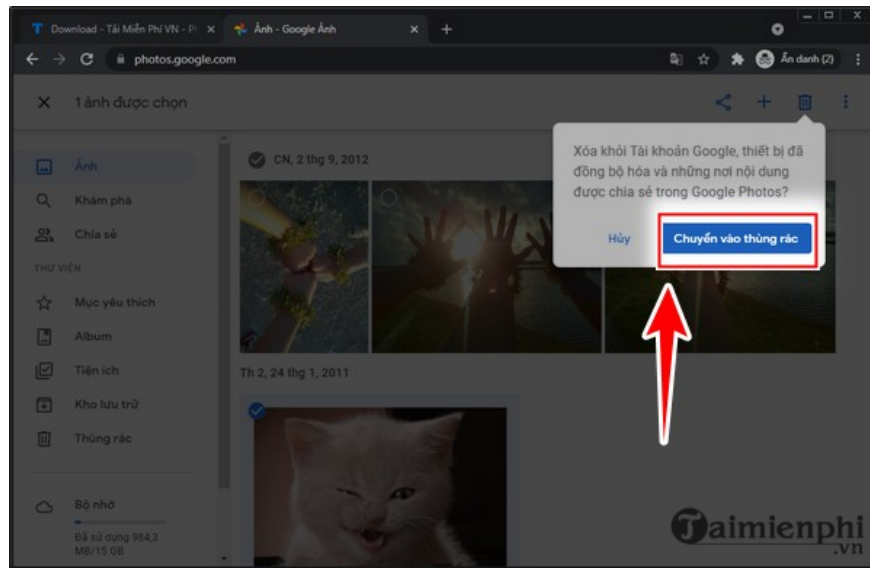 Download - Tải Miễn Phí VN - Ph
Ảnh - Google Ảnh
photos.google.com
Ẩn danh (2)
1 ảnh được chọn
Xóa khỏi Tài khoản Google, thiết bị đã
đồng bộ hóa và những nơi nội dung
được chia sẻ trong Google Photos?
Hủy
Chuyển vào thùng rác
Ảnh
Khám phá
Chia sẻ
THƯ VIỆN
Mục yêu thích
Album
Tiện ích
Kho lưu trữ
Thùng rác
Bộ nhớ
Đã sử dụng 984,3
MB/15 GB
CN, 2 thg 9, 2012
Th 2, 24 thg 1, 2011
Taimienphi
.vn